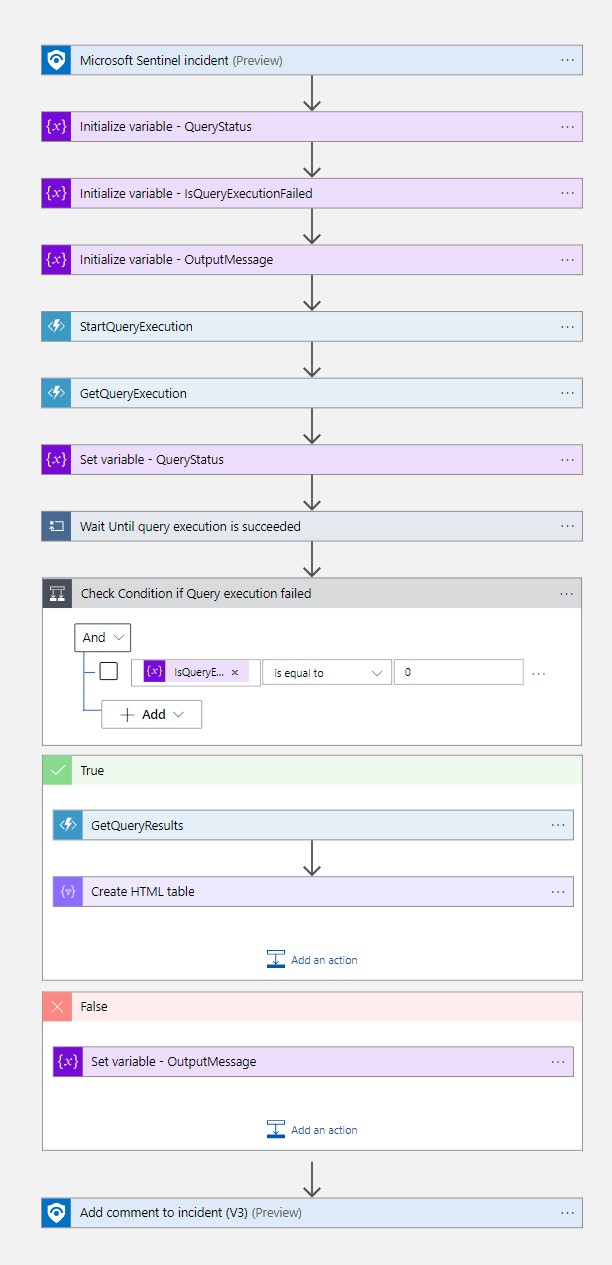 Microsoft Sentinel incident (Preview)
{x} Initialize variable - QueryStatus
{x} Initialize variable - IsQueryExecutionFailed
{x} Initialize variable - OutputMessage
StartQueryExecution
GetQueryExecution
{x} Set variable - QueryStatus
Wait Until query execution is succeeded
Check Condition if Query execution failed
And
{x} IsQueryE... × is equal to 0
+ Add
True
GetQueryResults
Create HTML table
Add an action
False
{x} Set variable - OutputMessage
Add an action
Add comment to incident (V3) (Preview)